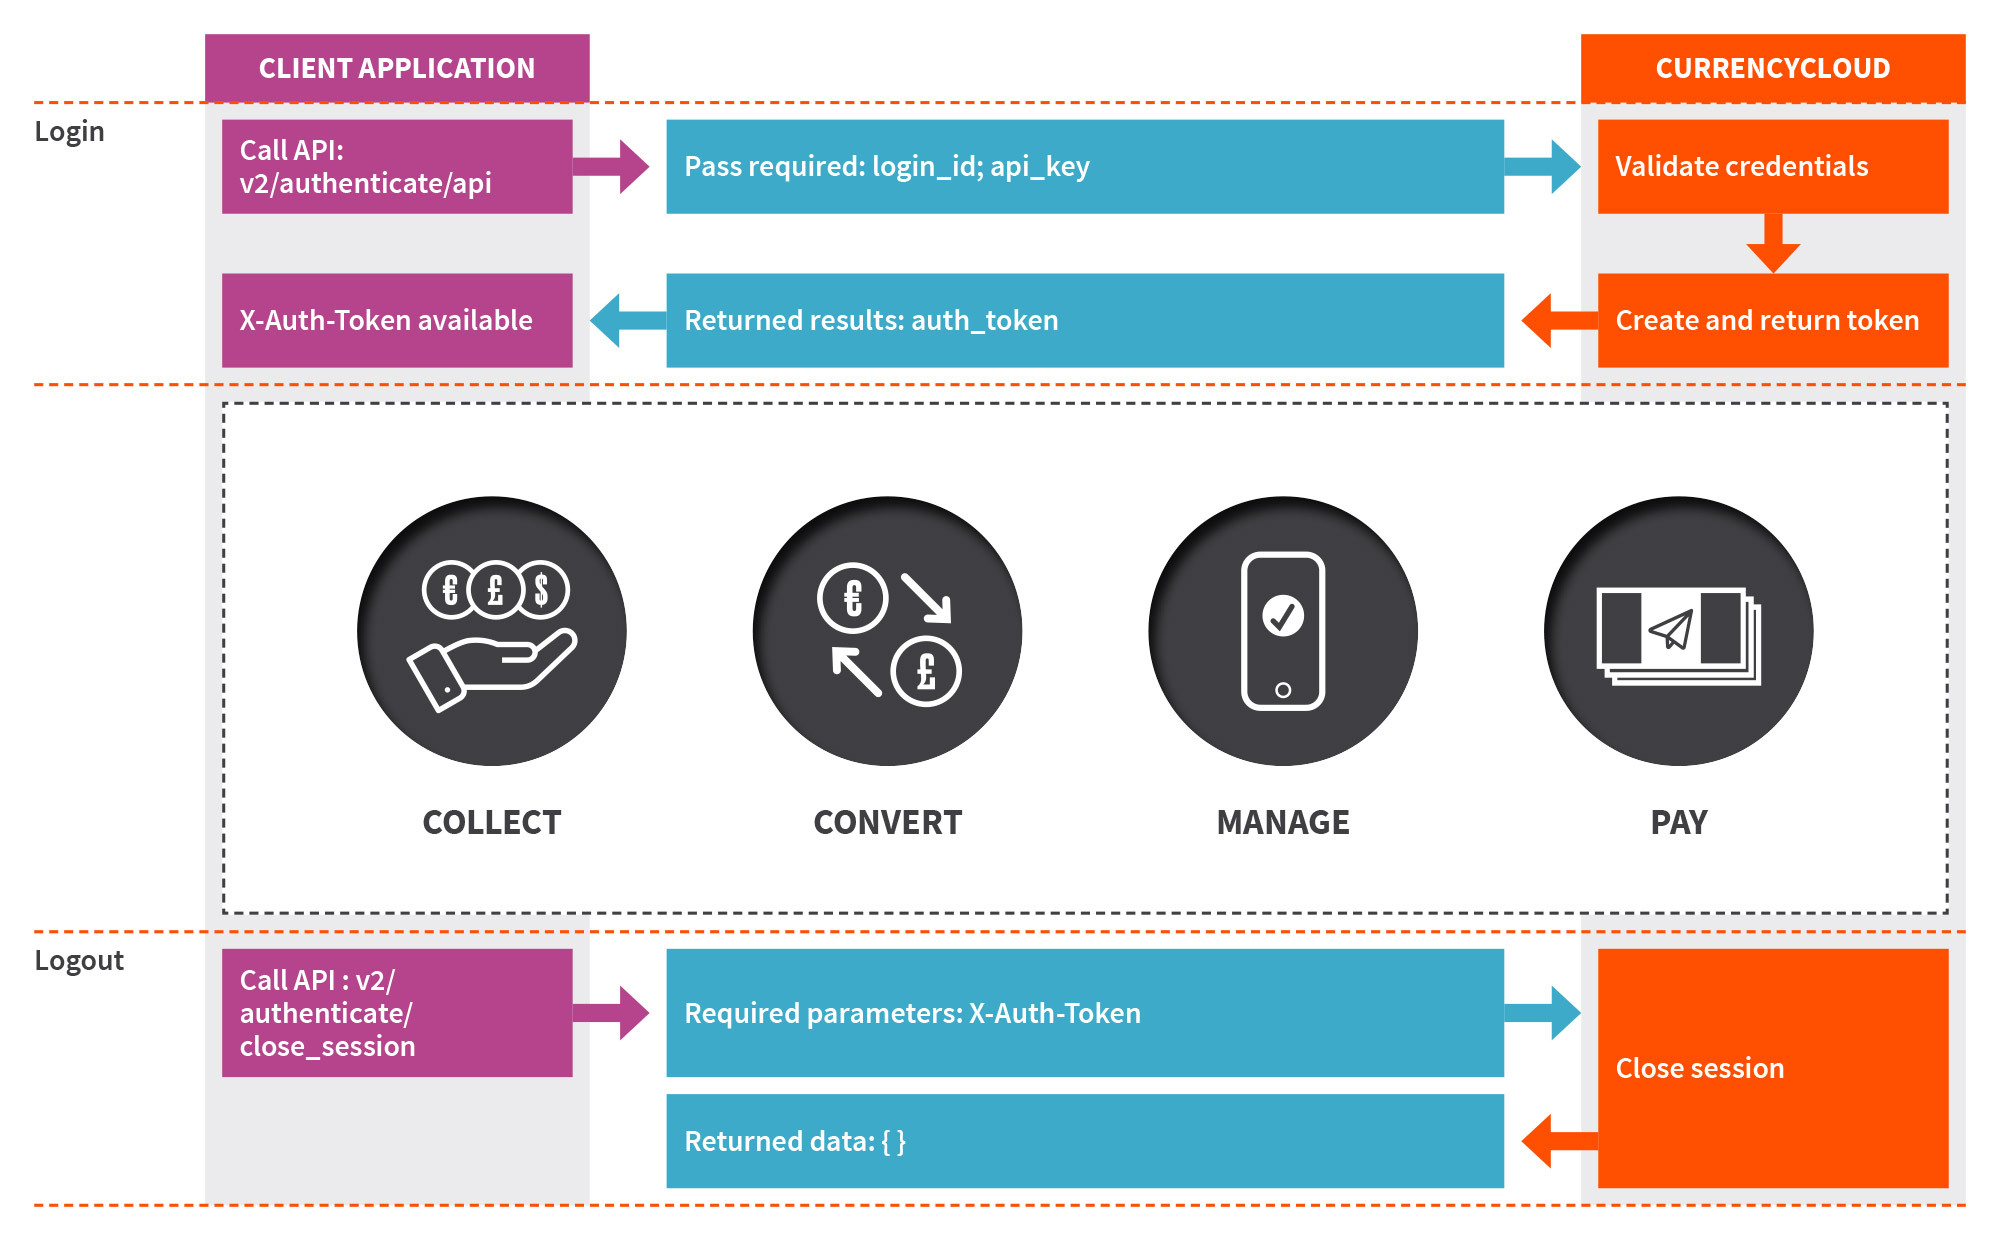 CLIENT APPLICATION
CURRENCYCLOUD
Login
Call API:
v2/authenticate/api
Pass required: login_id; api_key
Validate credentials
X-Auth-Token available
Returned results: auth_token
Create and return token
€ £ $
€
£
COLLECT
CONVERT
MANAGE
PAY
Logout
Call API : v2/
authenticate/
close_session
Required parameters: X-Auth-Token
Close session
Returned data: { }